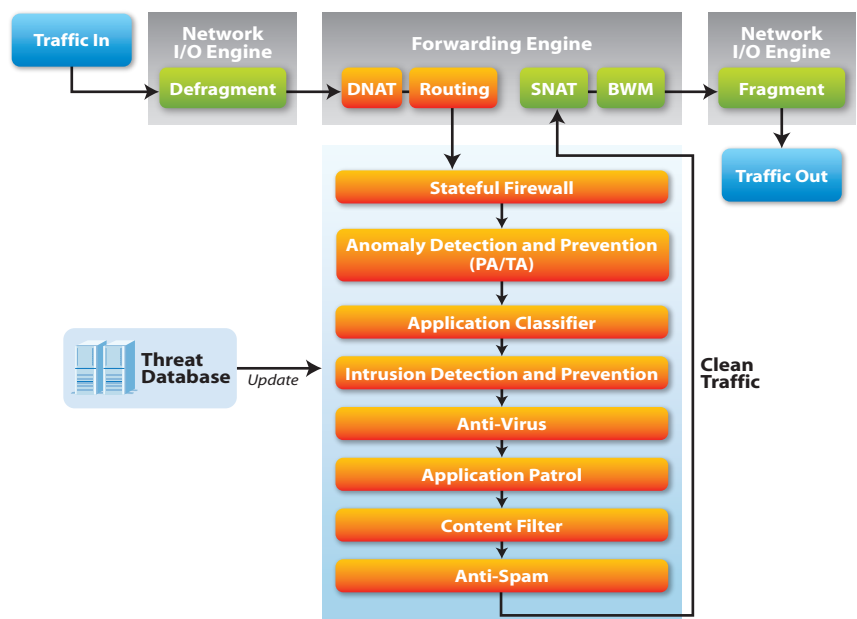 Traffic In
Network
I/O Engine
Defragment
Forwarding Engine
DNAT
Routing
SNAT
BWM
Network
I/O Engine
Fragment
Traffic Out
Stateful Firewall
Anomaly Detection and Prevention
(PA/TA)
Application Classifier
Intrusion Detection and Prevention
Anti-Virus
Application Patrol
Content Filter
Anti-Spam
Threat
Database
Update
Clean
Traffic